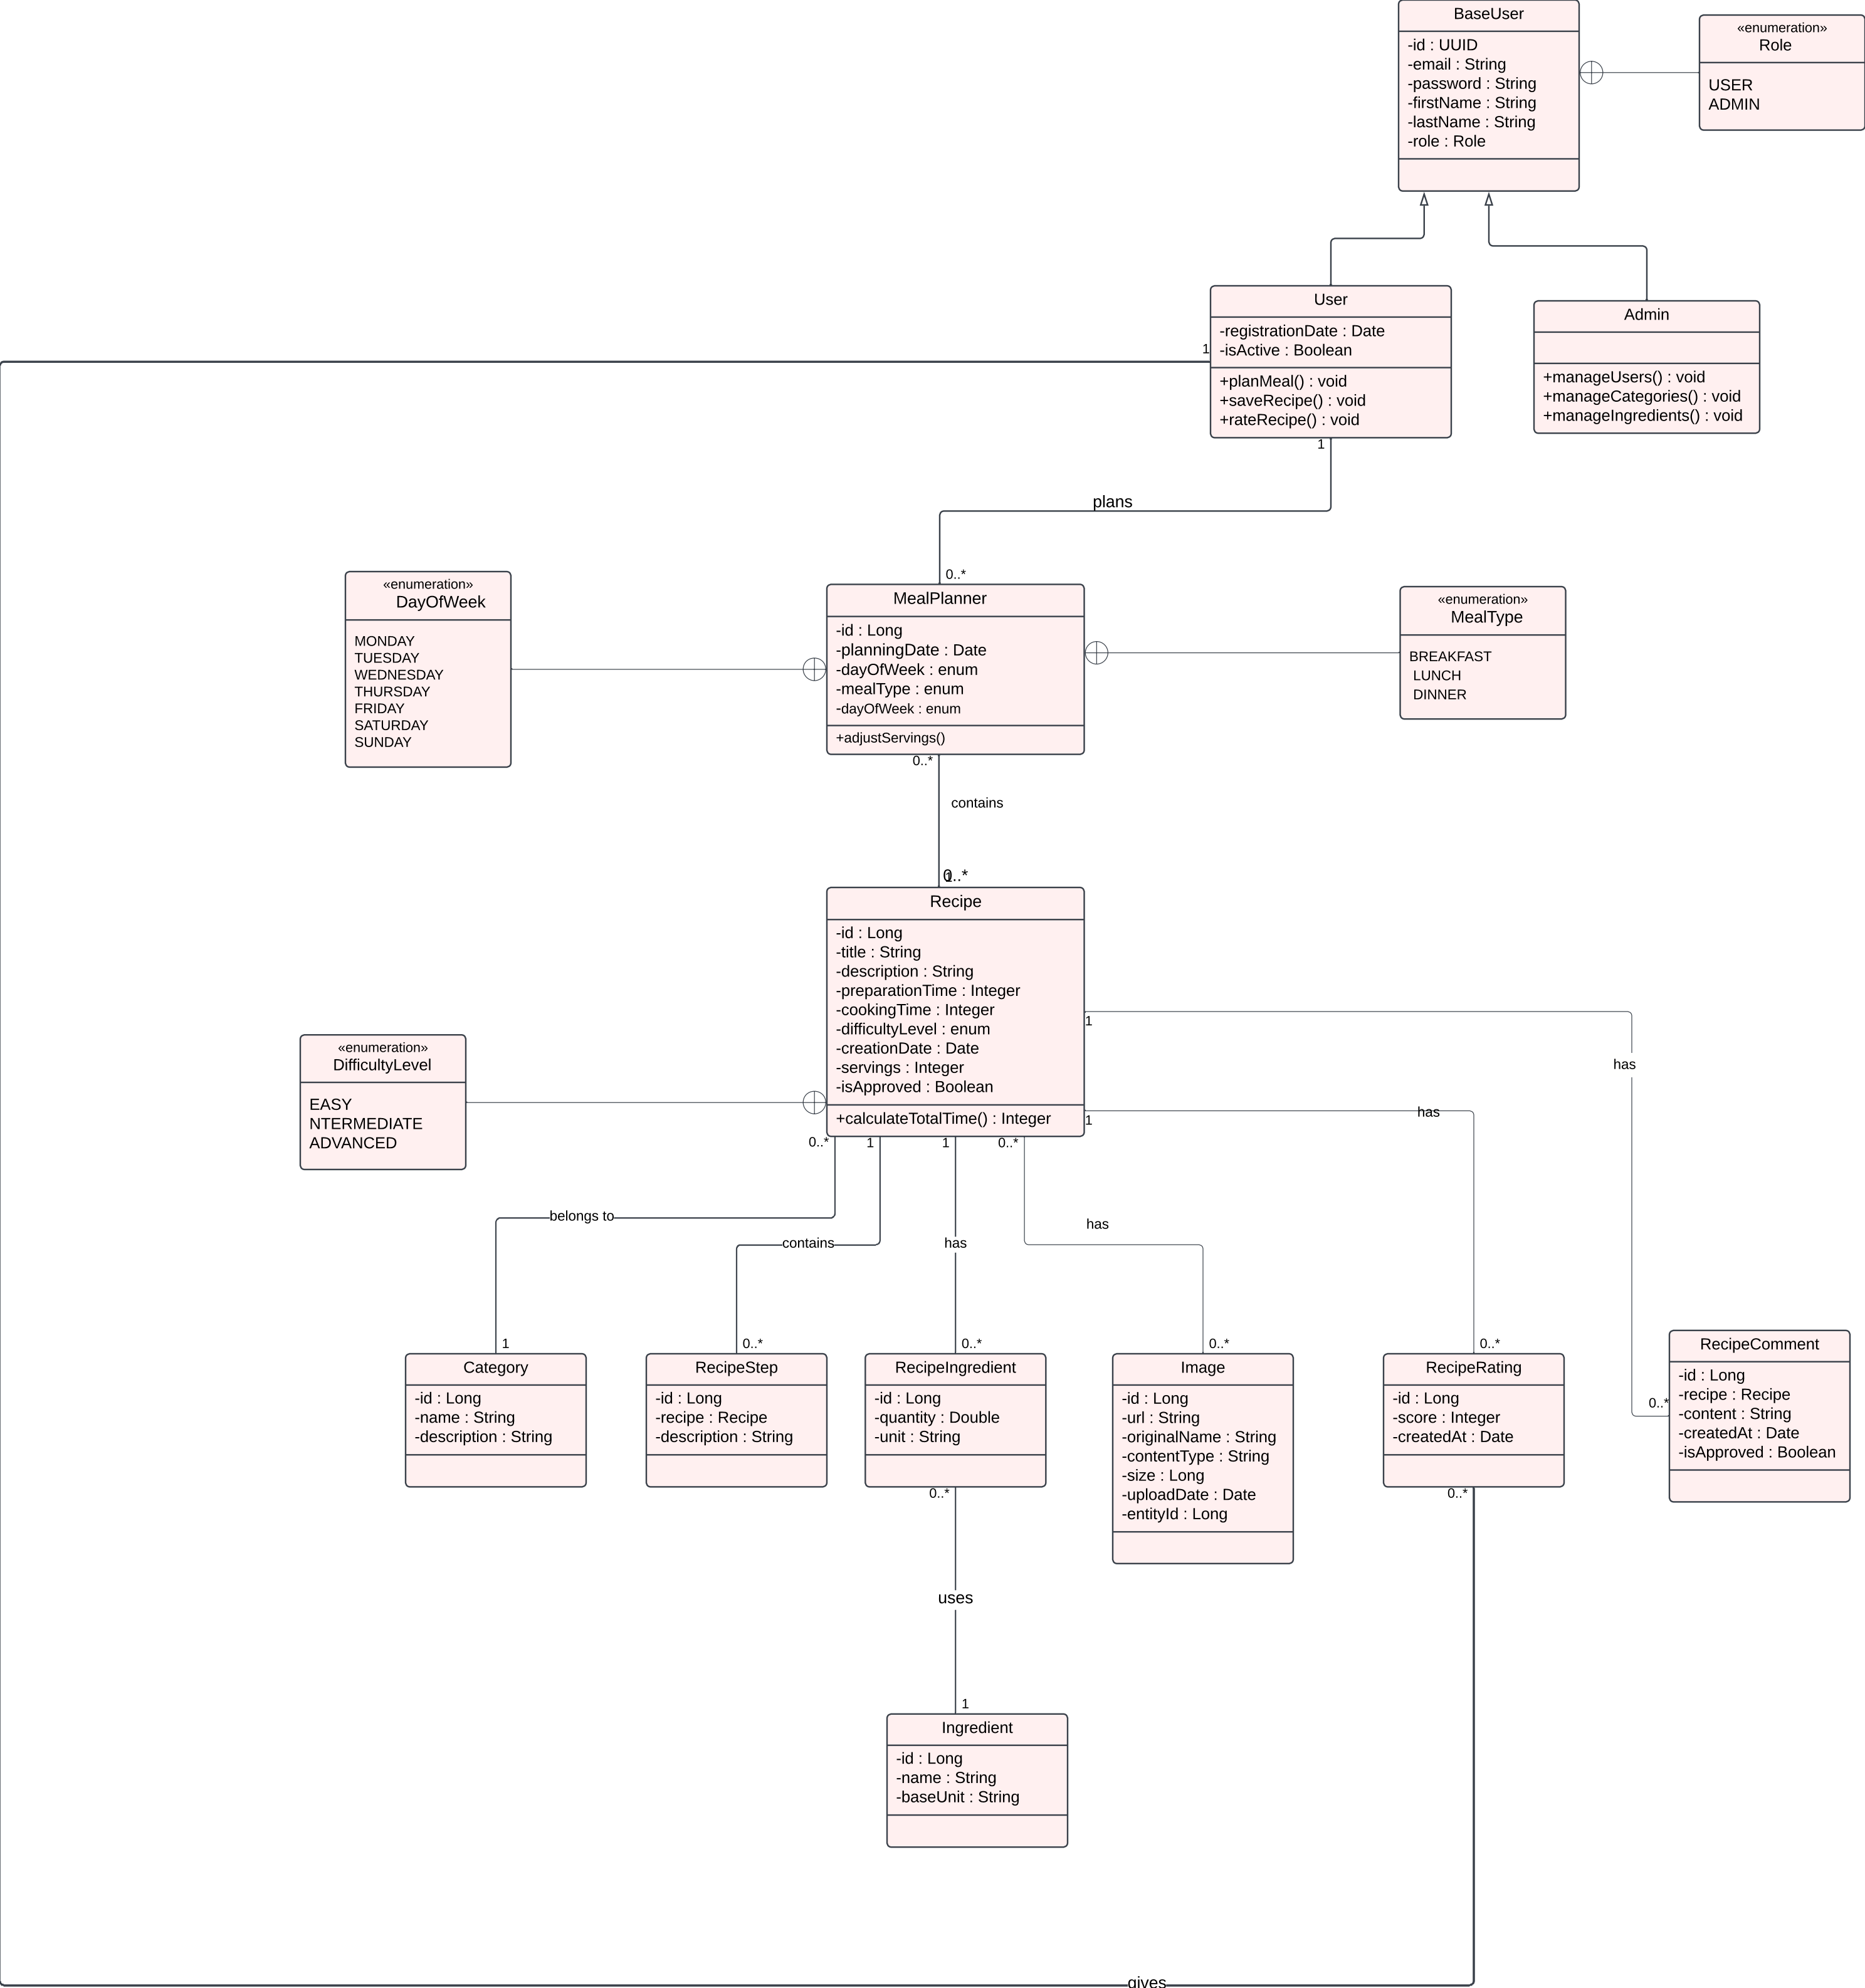 BaseUser
-id : UUID
-email : String
-password : String
-firstName : String
-lastName : String
-role : Role
«enumeration»
Role
USER
ADMIN
User
-registrationDate : Date
-isActive : Boolean
+planMeal() : void
+saveRecipe() : void
+rateRecipe() : void
Admin
+manageUsers() : void
+manageCategories() : void
+manageIngredients() : void
1
1
plans
0..*
«enumeration»
DayOfWeek
MONDAY
TUESDAY
WEDNESDAY
THURSDAY
FRIDAY
SATURDAY
SUNDAY
MealPlanner
-id : Long
-planningDate : Date
-dayOfWeek : enum
-mealType : enum
-dayOfWeek : enum
+adjustServings()
«enumeration»
MealType
BREAKFAST
LUNCH
DINNER
0..*
contains
0..*
Recipe
-id : Long
-title : String
-description : String
-preparationTime : Integer
-cookingTime : Integer
-difficultyLevel : enum
-creationDate : Date
-servings : Integer
-isApproved : Boolean
+calculateTotalTime() : Integer
«enumeration»
DifficultyLevel
EASY
NTERMEDIATE
ADVANCED
1
has
1
has
0..*
1
1
0..*
belongs to
contains
has
has
1
0..*
0..*
0..*
0..*
0..*
Category
-id : Long
-name : String
-description : String
RecipeStep
-id : Long
-recipe : Recipe
-description : String
RecipeIngredient
-id : Long
-quantity : Double
-unit : String
Image
-id : Long
-url : String
-originalName : String
-contentType : String
-size : Long
-uploadDate : Date
-entityId : Long
RecipeRating
-id : Long
-score : Integer
-createdAt : Date
RecipeComment
-id : Long
-recipe : Recipe
-content : String
-createdAt : Date
-isApproved : Boolean
0..*
0..*
uses
1
Ingredient
-id : Long
-name : String
-baseUnit : String
gives